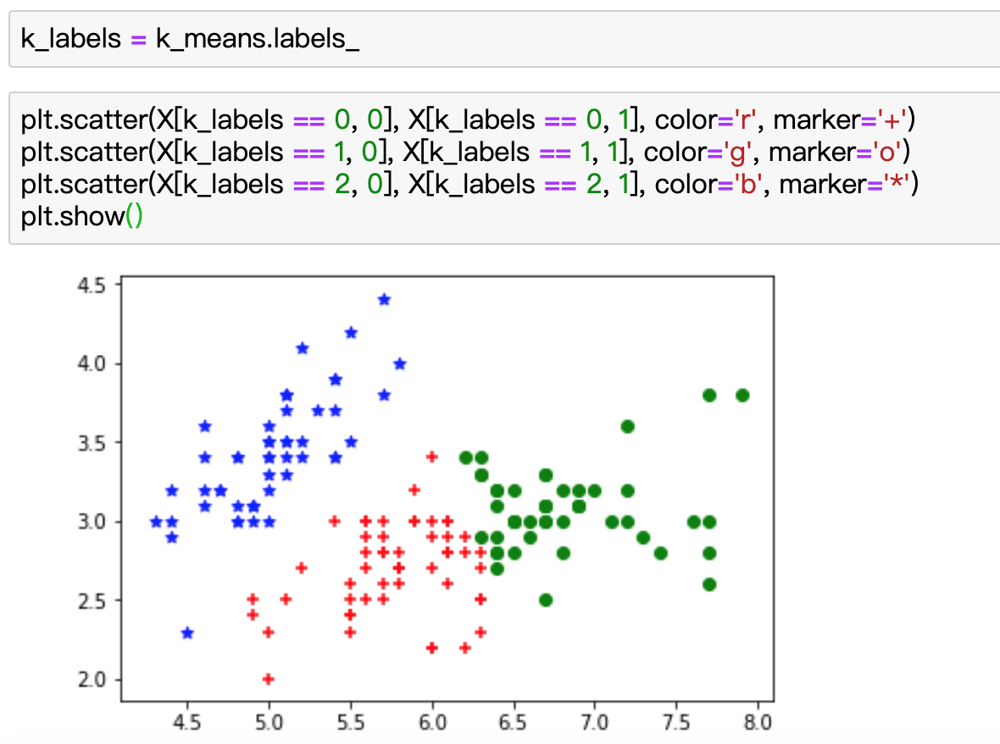 k_labels = k_means.labels_
plt.scatter(X[k_labels == 0, 0], X[k_labels == 0, 1], color='r', marker='+')
plt.scatter(X[k_labels == 1, 0], X[k_labels == 1, 1], color='g', marker='o')
plt.scatter(X[k_labels == 2, 0], X[k_labels == 2, 1], color='b', marker='*')
plt.show()
4.5
4.0
3.5
3.0
2.5
2.0
4.5 5.0 5.5 6.0 6.5 7.0 7.5 8.0